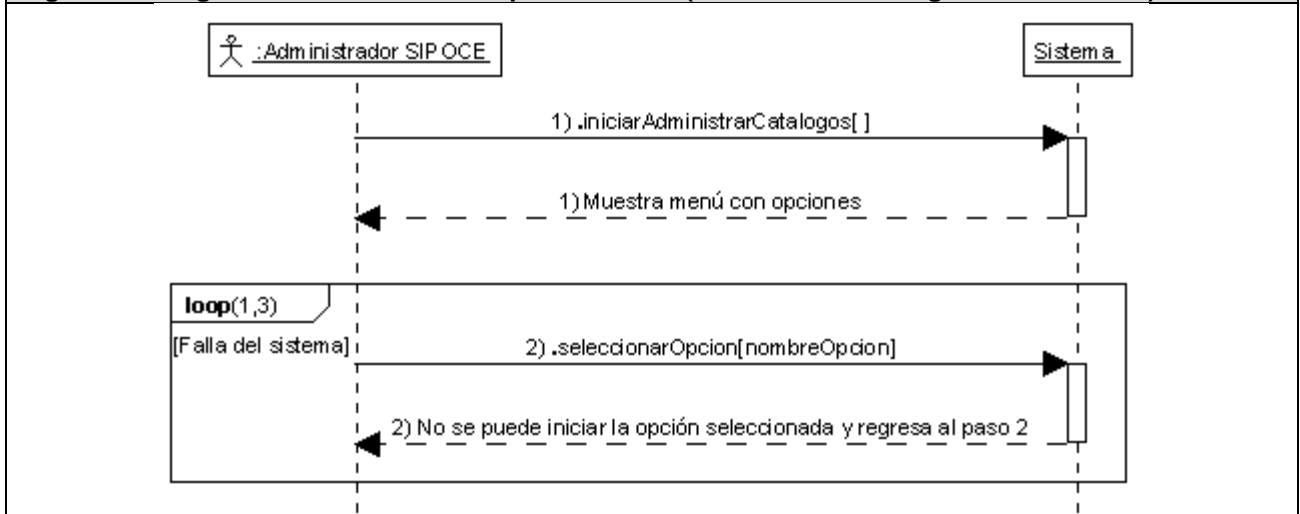 :Administrador SIPOCE
Sistema
1) .iniciarAdministrarCatalogos[ ]
1) Muestra menú con opciones
loop(1,3)
[Falla del sistema]
2) .seleccionarOpcion[nombreOpcion]
2) No se puede iniciar la opción seleccionada y regresa al paso 2